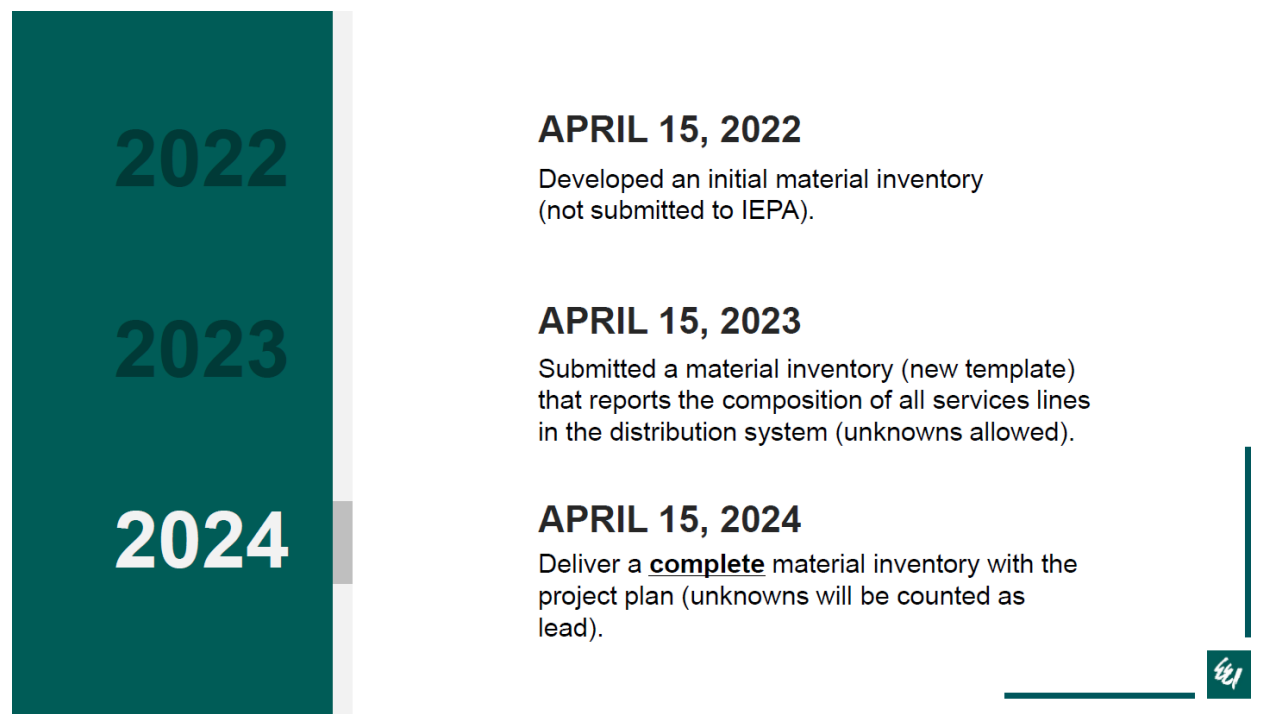 2022
APRIL 15, 2022
Developed an initial material inventory
(not submitted to IEPA).
2023
APRIL 15, 2023
Submitted a material inventory (new template)
that reports the composition of all services lines
in the distribution system (unknowns allowed).
2024
APRIL 15, 2024
Deliver a complete material inventory with the
project plan (unknowns will be counted as
lead).